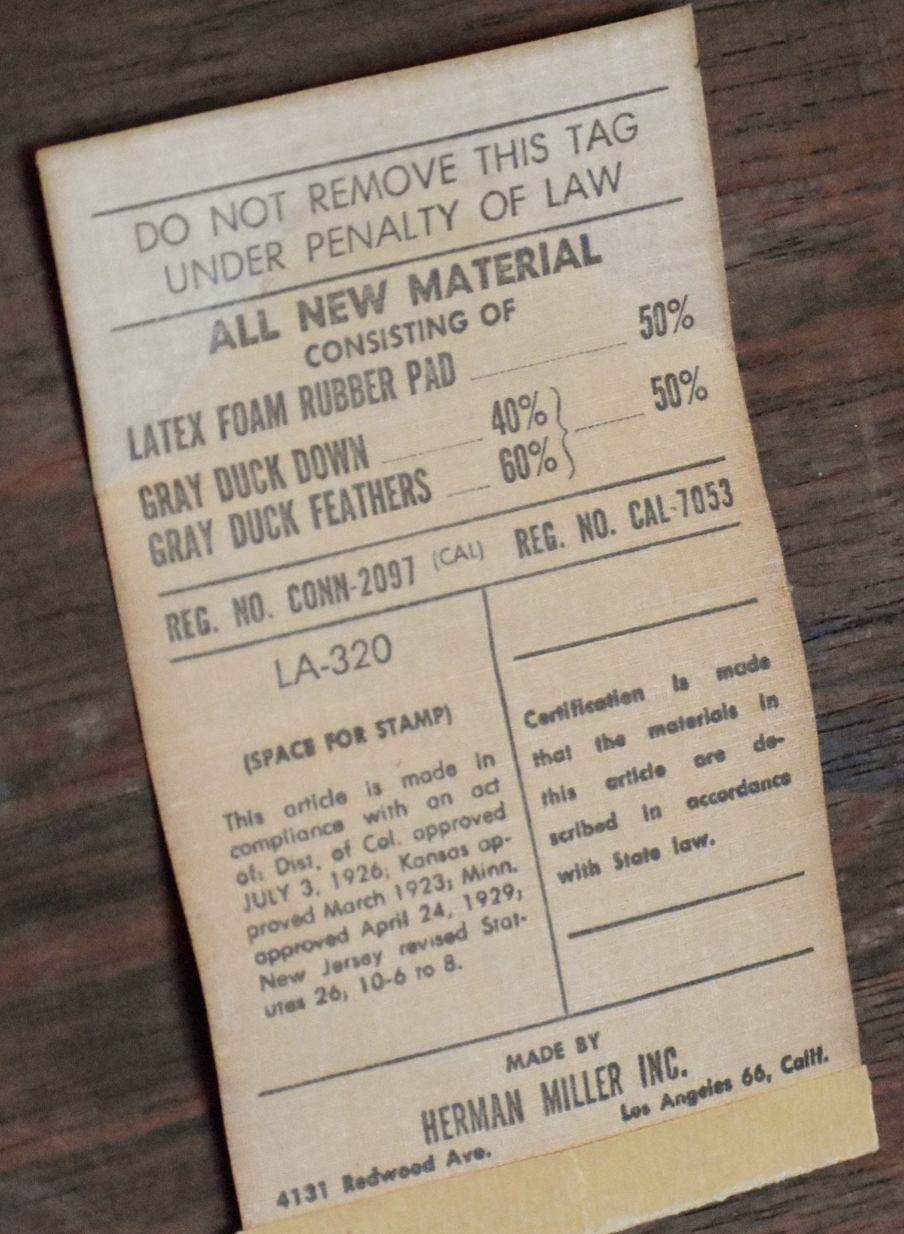 DO NOT REMOVE THIS TAG
UNDER PENALTY OF LAW
ALL NEW MATERIAL
CONSISTING OF
LATEX FOAM RUBBER PAD 50%
GRAY DUCK DOWN 40% } 50%
GRAY DUCK FEATHERS 60%
REG. NO. CONN-2097 (CAL) REG. NO. CAL-7053
LA-320
(SPACE FOR STAMP)
This article is made in
compliance with an act
of: Dist. of Col. approved
JULY 3, 1926; Kansas ap-
proved March 1923; Minn.
approved April 24, 1929;
New Jersey revised Stat-
utes 26; 10-6 to 8.
Certification is made
that the materials in
this article are de-
scribed in accordance
with State law.
MADE BY
HERMAN MILLER INC.
4131 Redwood Ave. Los Angeles 66, Calif.